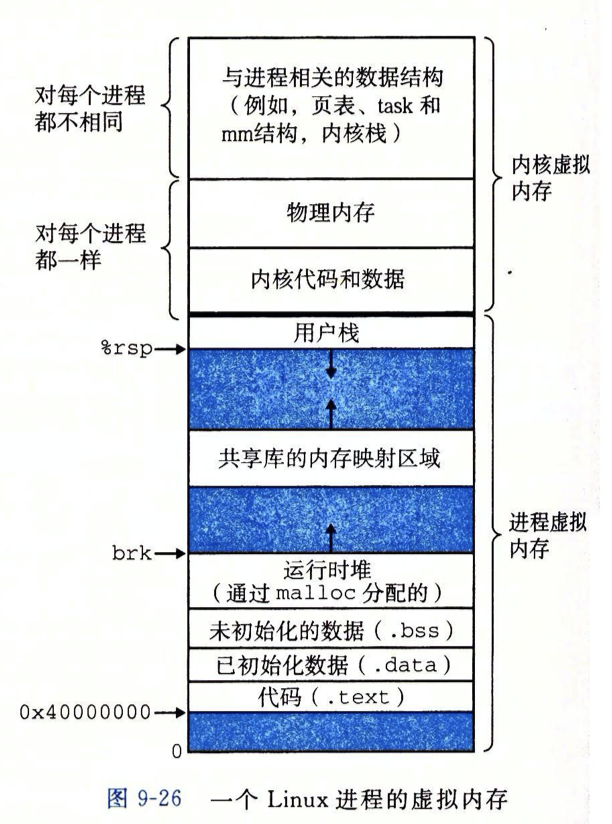 对每个进程
都不相同
与进程相关的数据结构
（例如，页表、task 和
mm结构，内核栈）
内核虚拟
内存
对每个进程
都一样
物理内存
内核代码和数据
用户栈
%rsp
共享库的内存映射区域
进程虚拟
内存
brk
运行时堆
（通过 malloc 分配的）
未初始化的数据（.bss）
已初始化数据（.data）
代码（.text）
0x40000000
0
图 9-26 一个 Linux 进程的虚拟内存